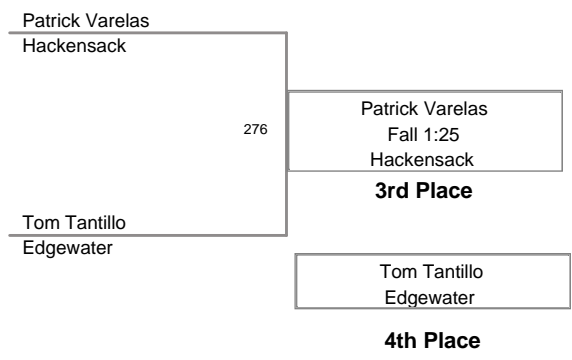 Patrick Varelas
Hackensack
276
Patrick Varelas
Fall 1:25
Hackensack
3rd Place
Tom Tantillo
Edgewater
Tom Tantillo
Edgewater
4th Place